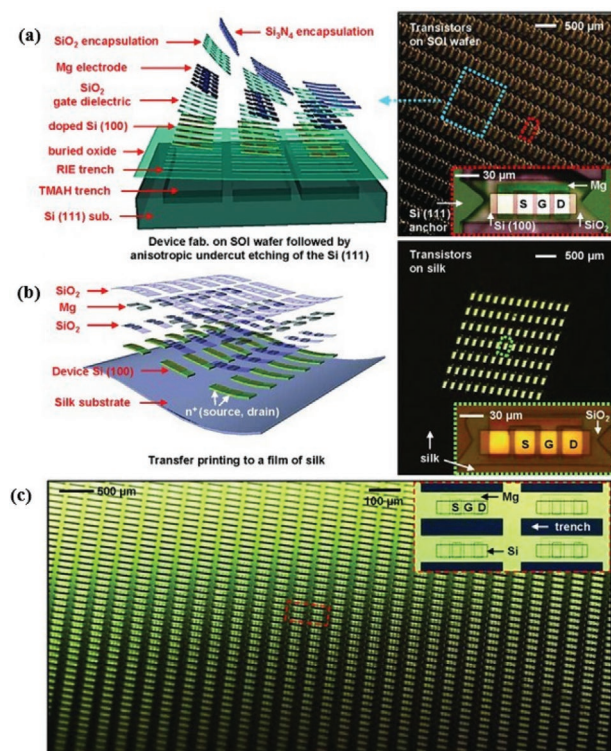 (a)
SiO2 encapsulation
Si3N4 encapsulation
Mg electrode
SiO2
gate dielectric
doped Si (100)
buried oxide
RIE trench
TMAH trench
Si (111) sub.
Device fab. on SOI wafer followed by
anisotropic undercut etching of the Si (111)
Transistors
on SOI wafer
500 µm
30 µm
Mg
S G D
Si (111)
anchor
Si (100)
SiO2
(b)
SiO2
Mg
SiO2
Device Si (100)
Silk substrate
n+ (source, drain)
Transfer printing to a film of silk
Transistors
on silk
500 µm
30 µm
SiO2
S G D
silk
(c)
500 µm
100 µm
Mg
S G D
trench
Si